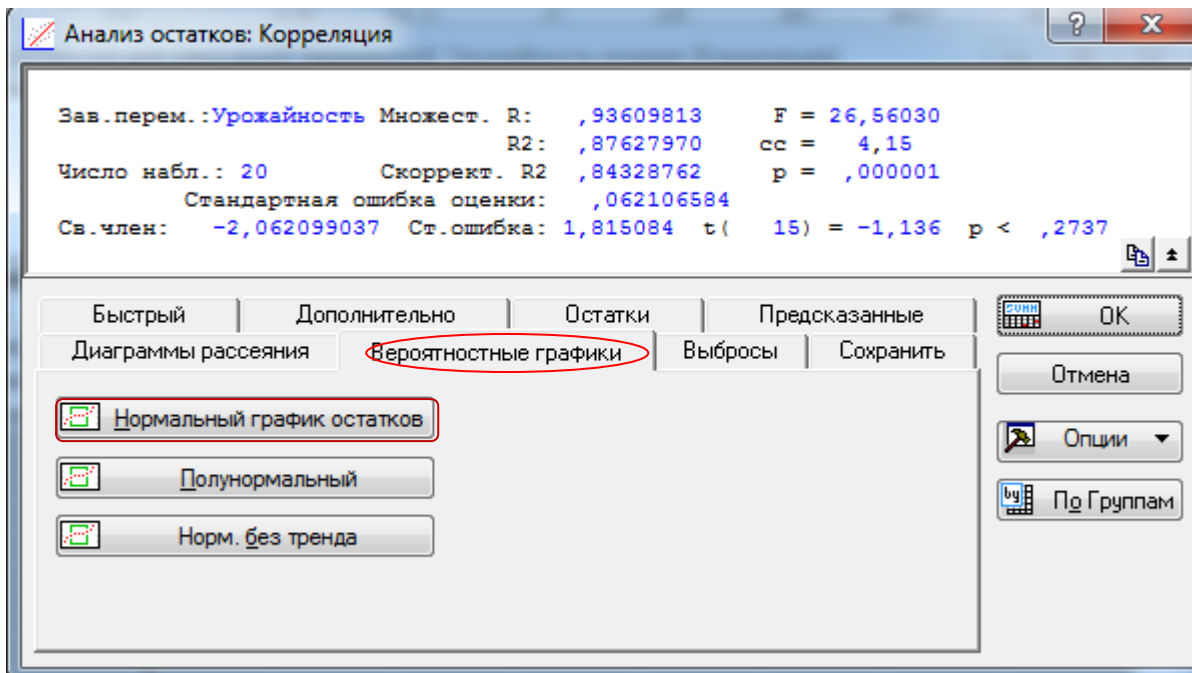 Анализ остатков: Корреляция
Зав.перем.:Урожайность Множест. R: ,93609813 F = 26,56030
R2: ,87627970 сс = 4,15
Число набл.: 20 Скоррект. R2 ,84328762 p = ,000001
Стандартная ошибка оценки: ,062106584
Св.член: -2,062099037 Ст.ошибка: 1,815084 t( 15) = -1,136 p < ,2737
Быстрый Дополнительно Остатки Предсказанные
Диаграммы рассеяния Вероятностные графики Выбросы Сохранить
Нормальный график остатков
Полунормальный
Норм. без тренда
SUMM OK
Отмена
Опции
by По Группам